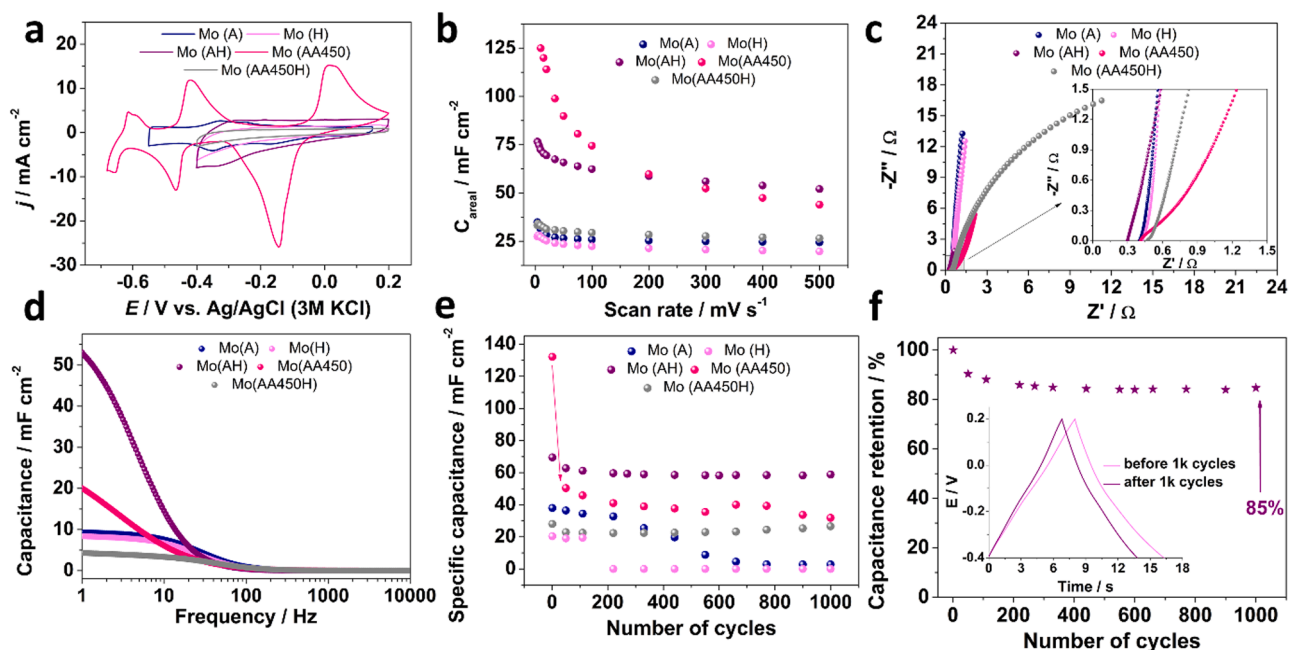 a
Mo (A) Mo (H)
Mo (AH) Mo (AA450)
Mo (AA450H)
20
10
0
-10
-20
-30
-0.6 -0.4 -0.2 0.0 0.2
j / mA cm-2
E / V vs. Ag/AgCl (3M KCl)
b
Mo(A) Mo(H)
Mo(AH) Mo(AA450)
Mo(AA450H)
125
100
75
50
25
0 100 200 300 400 500
Careal / mF cm-2
Scan rate / mV s-1
c
Mo(A) Mo(H)
Mo(AH) Mo(AA450)
Mo(AA450H)
24
21
18
15
12
9
6
3
0
0 3 6 9 12 15 18 21 24
-Z'' / Ω
Z' / Ω
1.5
1.2
0.9
0.6
0.3
0.0
0.0 0.3 0.6 0.9 1.2 1.5
-Z'' / Ω
Z' / Ω
d
Mo(A) Mo(H)
Mo(AH) Mo(AA450)
Mo(AA450H)
50
40
30
20
10
0
1 10 100 1000 10000
Capacitance / mF cm-2
Frequency / Hz
e
Mo (A) Mo (H)
Mo (AH) Mo (AA450)
Mo (AA450H)
160
140
120
100
80
60
40
20
0
0 200 400 600 800 1000
Specific capacitance / mF cm-2
Number of cycles
f
100
80
60
40
20
0
0 200 400 600 800 1000
Capacitance retention / %
Number of cycles
85%
before 1k cycles
after 1k cycles
0.2
0.0
-0.2
-0.4
0 6 12 18
E / V
Time / s